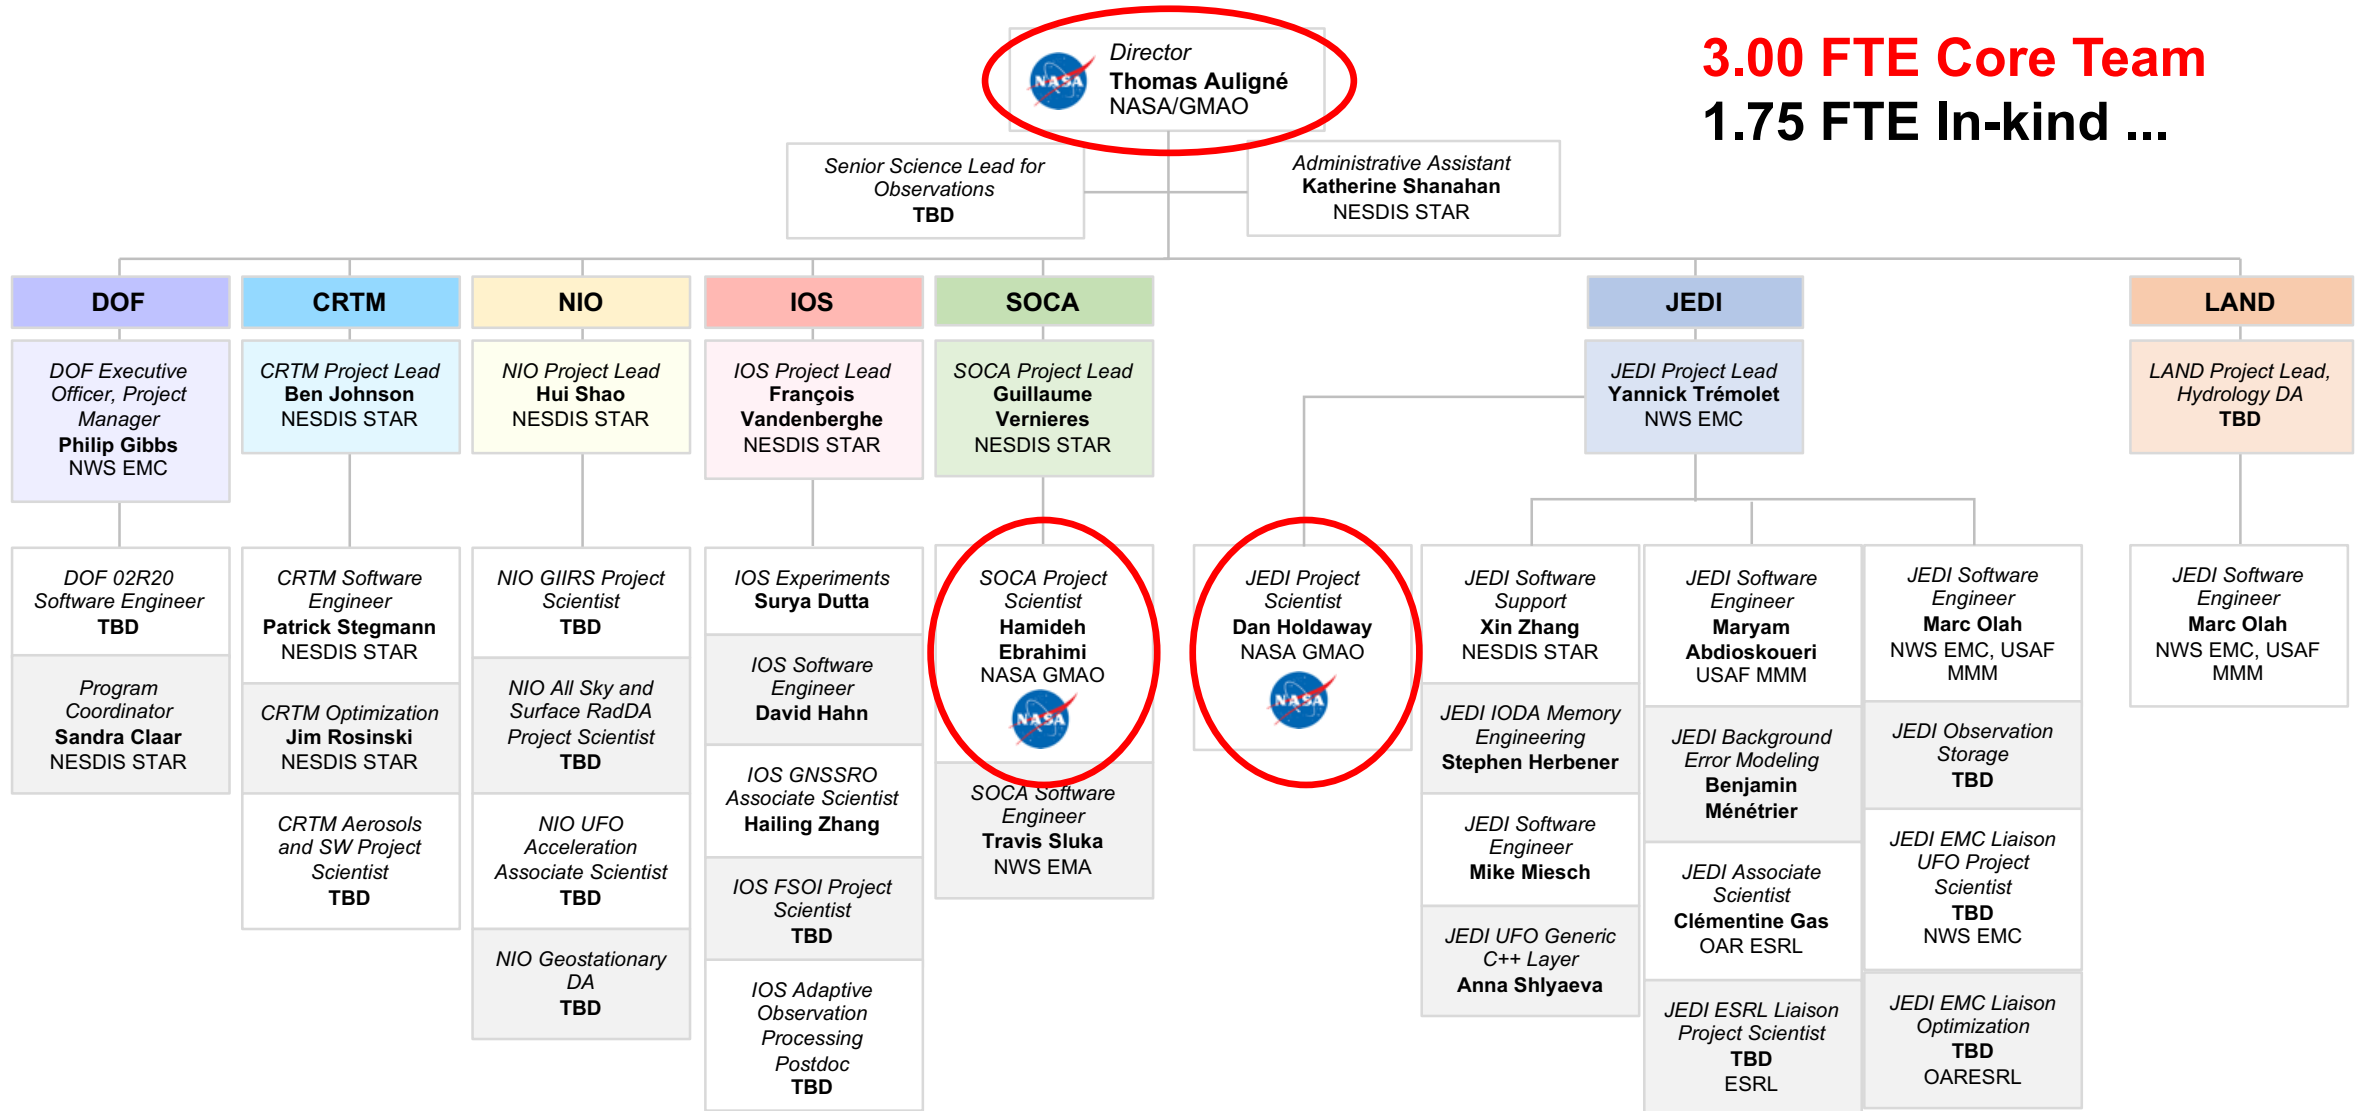 Director
Thomas Auligné
NASA/GMAO
NASA
3.00 FTE Core Team
1.75 FTE In-kind ...
Senior Science Lead for
Observations
TBD
Administrative Assistant
Katherine Shanahan
NESDIS STAR
DOF
DOF Executive
Officer, Project
Manager
Philip Gibbs
NWS EMC
DOF 02R20
Software Engineer
TBD
Program
Coordinator
Sandra Claar
NESDIS STAR
CRTM
CRTM Project Lead
Ben Johnson
NESDIS STAR
CRTM Software
Engineer
Patrick Stegmann
NESDIS STAR
CRTM Optimization
Jim Rosinski
NESDIS STAR
CRTM Aerosols
and SW Project
Scientist
TBD
NIO
NIO Project Lead
Hui Shao
NESDIS STAR
NIO GIIRS Project
Scientist
TBD
NIO All Sky and
Surface RadDA
Project Scientist
TBD
NIO UFO
Acceleration
Associate Scientist
TBD
NIO Geostationary
DA
TBD
IOS
IOS Project Lead
François
Vandenberghe
NESDIS STAR
IOS Experiments
Surya Dutta
IOS Software
Engineer
David Hahn
IOS GNSSRO
Associate Scientist
Hailing Zhang
IOS FSOI Project
Scientist
TBD
IOS Adaptive
Observation
Processing
Postdoc
TBD
SOCA
SOCA Project Lead
Guillaume
Vernieres
NESDIS STAR
SOCA Project
Scientist
Hamideh
Ebrahimi
NASA GMAO
NASA
SOCA Software
Engineer
Travis Sluka
NWS EMA
JEDI
JEDI Project Lead
Yannick Trémolet
NWS EMC
JEDI Project
Scientist
Dan Holdaway
NASA GMAO
NASA
JEDI Software
Support
Xin Zhang
NESDIS STAR
JEDI IODA Memory
Engineering
Stephen Herbener
JEDI Software
Engineer
Mike Miesch
JEDI UFO Generic
C++ Layer
Anna Shlyaeva
JEDI Software
Engineer
Maryam
Abdioskoueri
USAF MMM
JEDI Background
Error Modeling
Benjamin
Ménétrier
JEDI Associate
Scientist
Clémentine Gas
OAR ESRL
JEDI ESRL Liaison
Project Scientist
TBD
ESRL
JEDI Software
Engineer
Marc Olah
NWS EMC, USAF
MMM
JEDI Observation
Storage
TBD
JEDI EMC Liaison
UFO Project
Scientist
TBD
NWS EMC
JEDI EMC Liaison
Optimization
TBD
OARESRL
LAND
LAND Project Lead,
Hydrology DA
TBD
JEDI Software
Engineer
Marc Olah
NWS EMC, USAF
MMM